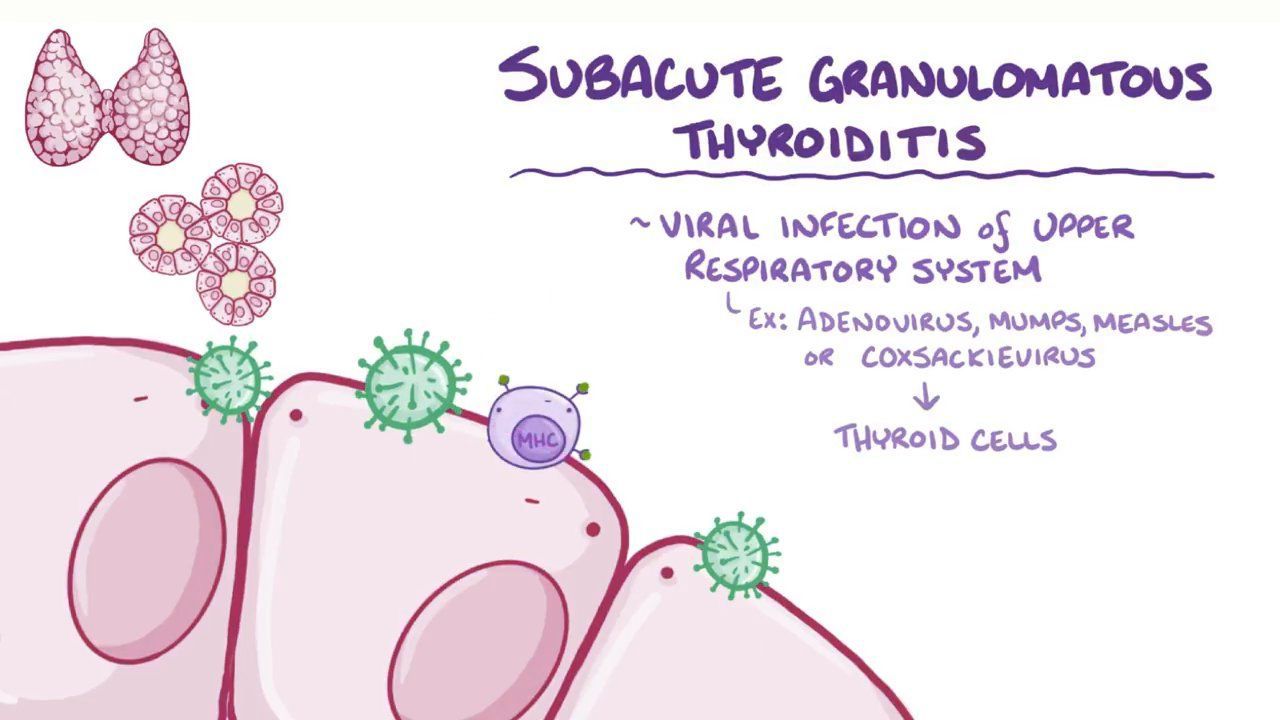 SUBACUTE GRANULOMATOUS
THYROIDITIS
~ VIRAL INFECTION of UPPER
RESPIRATORY SYSTEM
Ex: ADENOVIRUS, MUMPS, MEASLES
OR COXSACKIEVIRUS
↓
THYROID CELLS
MHC